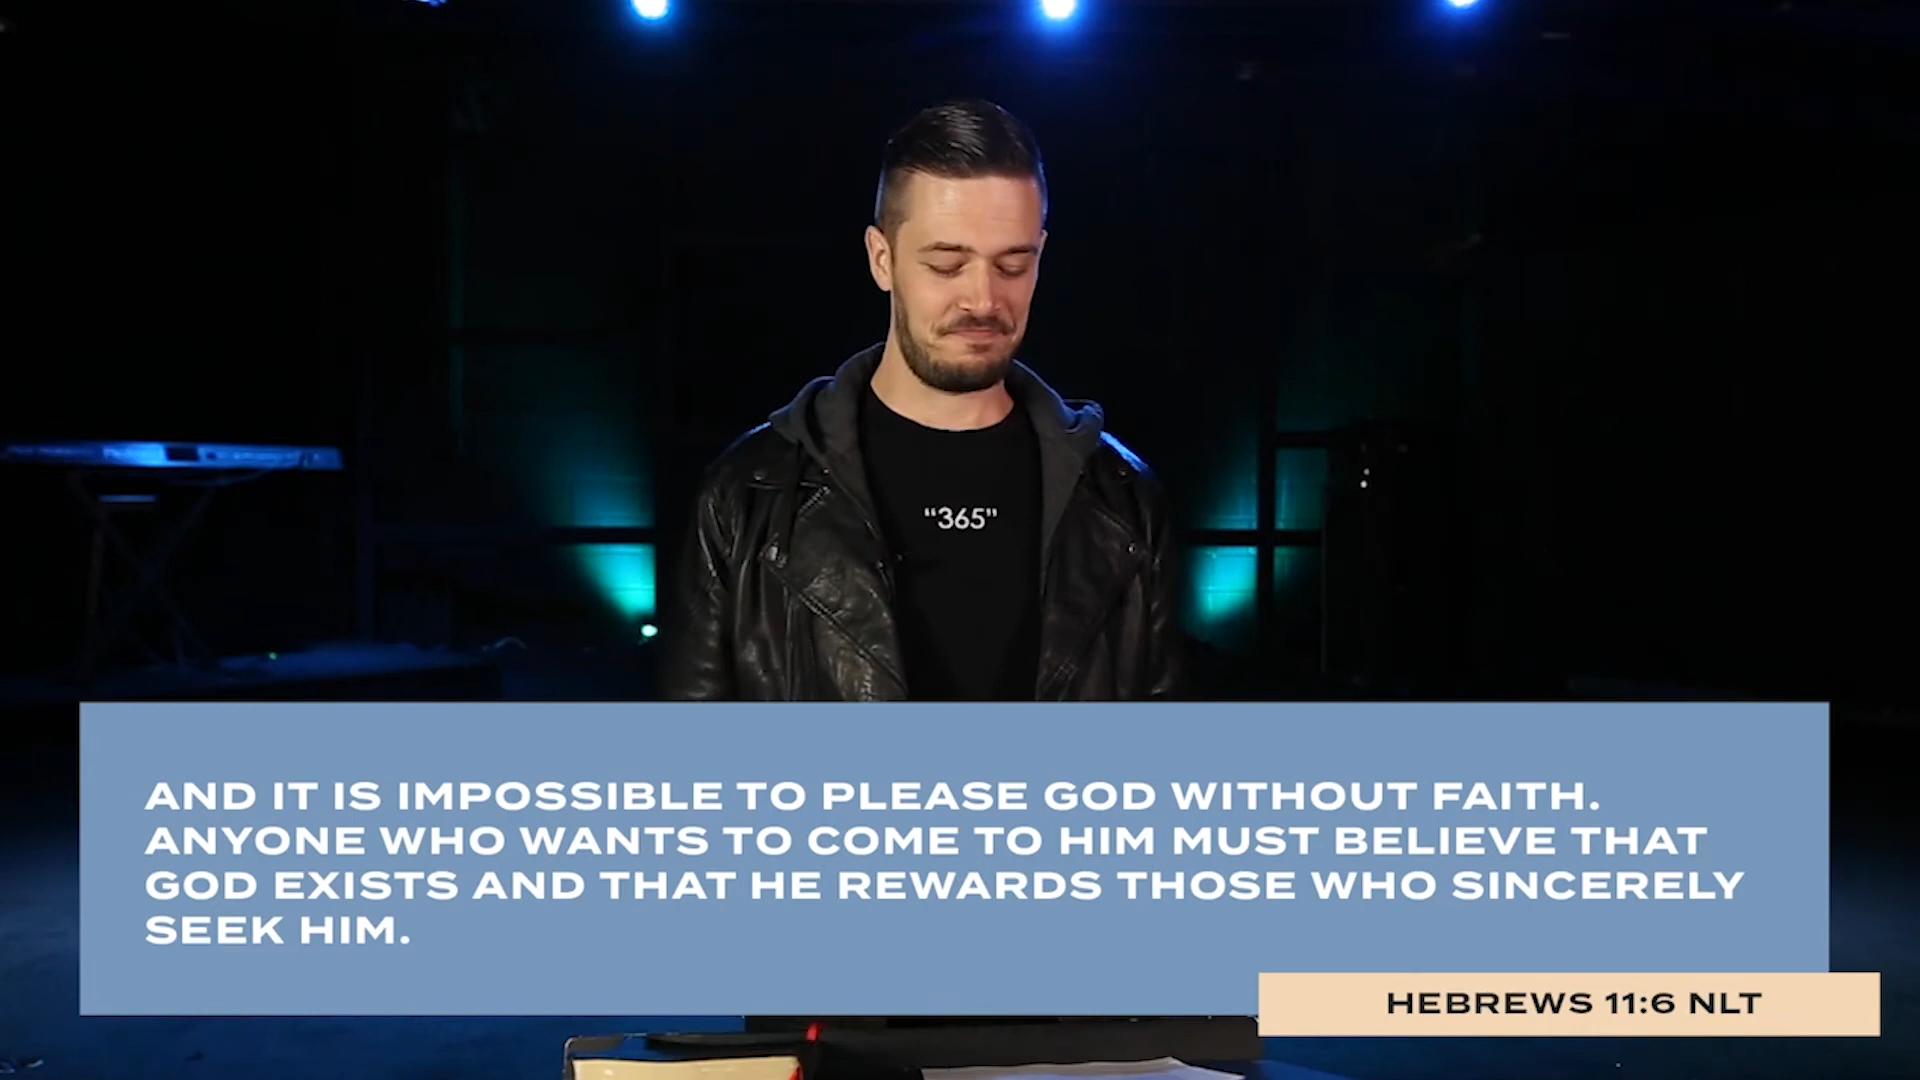 “365”
AND IT IS IMPOSSIBLE TO PLEASE GOD WITHOUT FAITH.
ANYONE WHO WANTS TO COME TO HIM MUST BELIEVE THAT
GOD EXISTS AND THAT HE REWARDS THOSE WHO SINCERELY
SEEK HIM.
HEBREWS 11:6 NLT